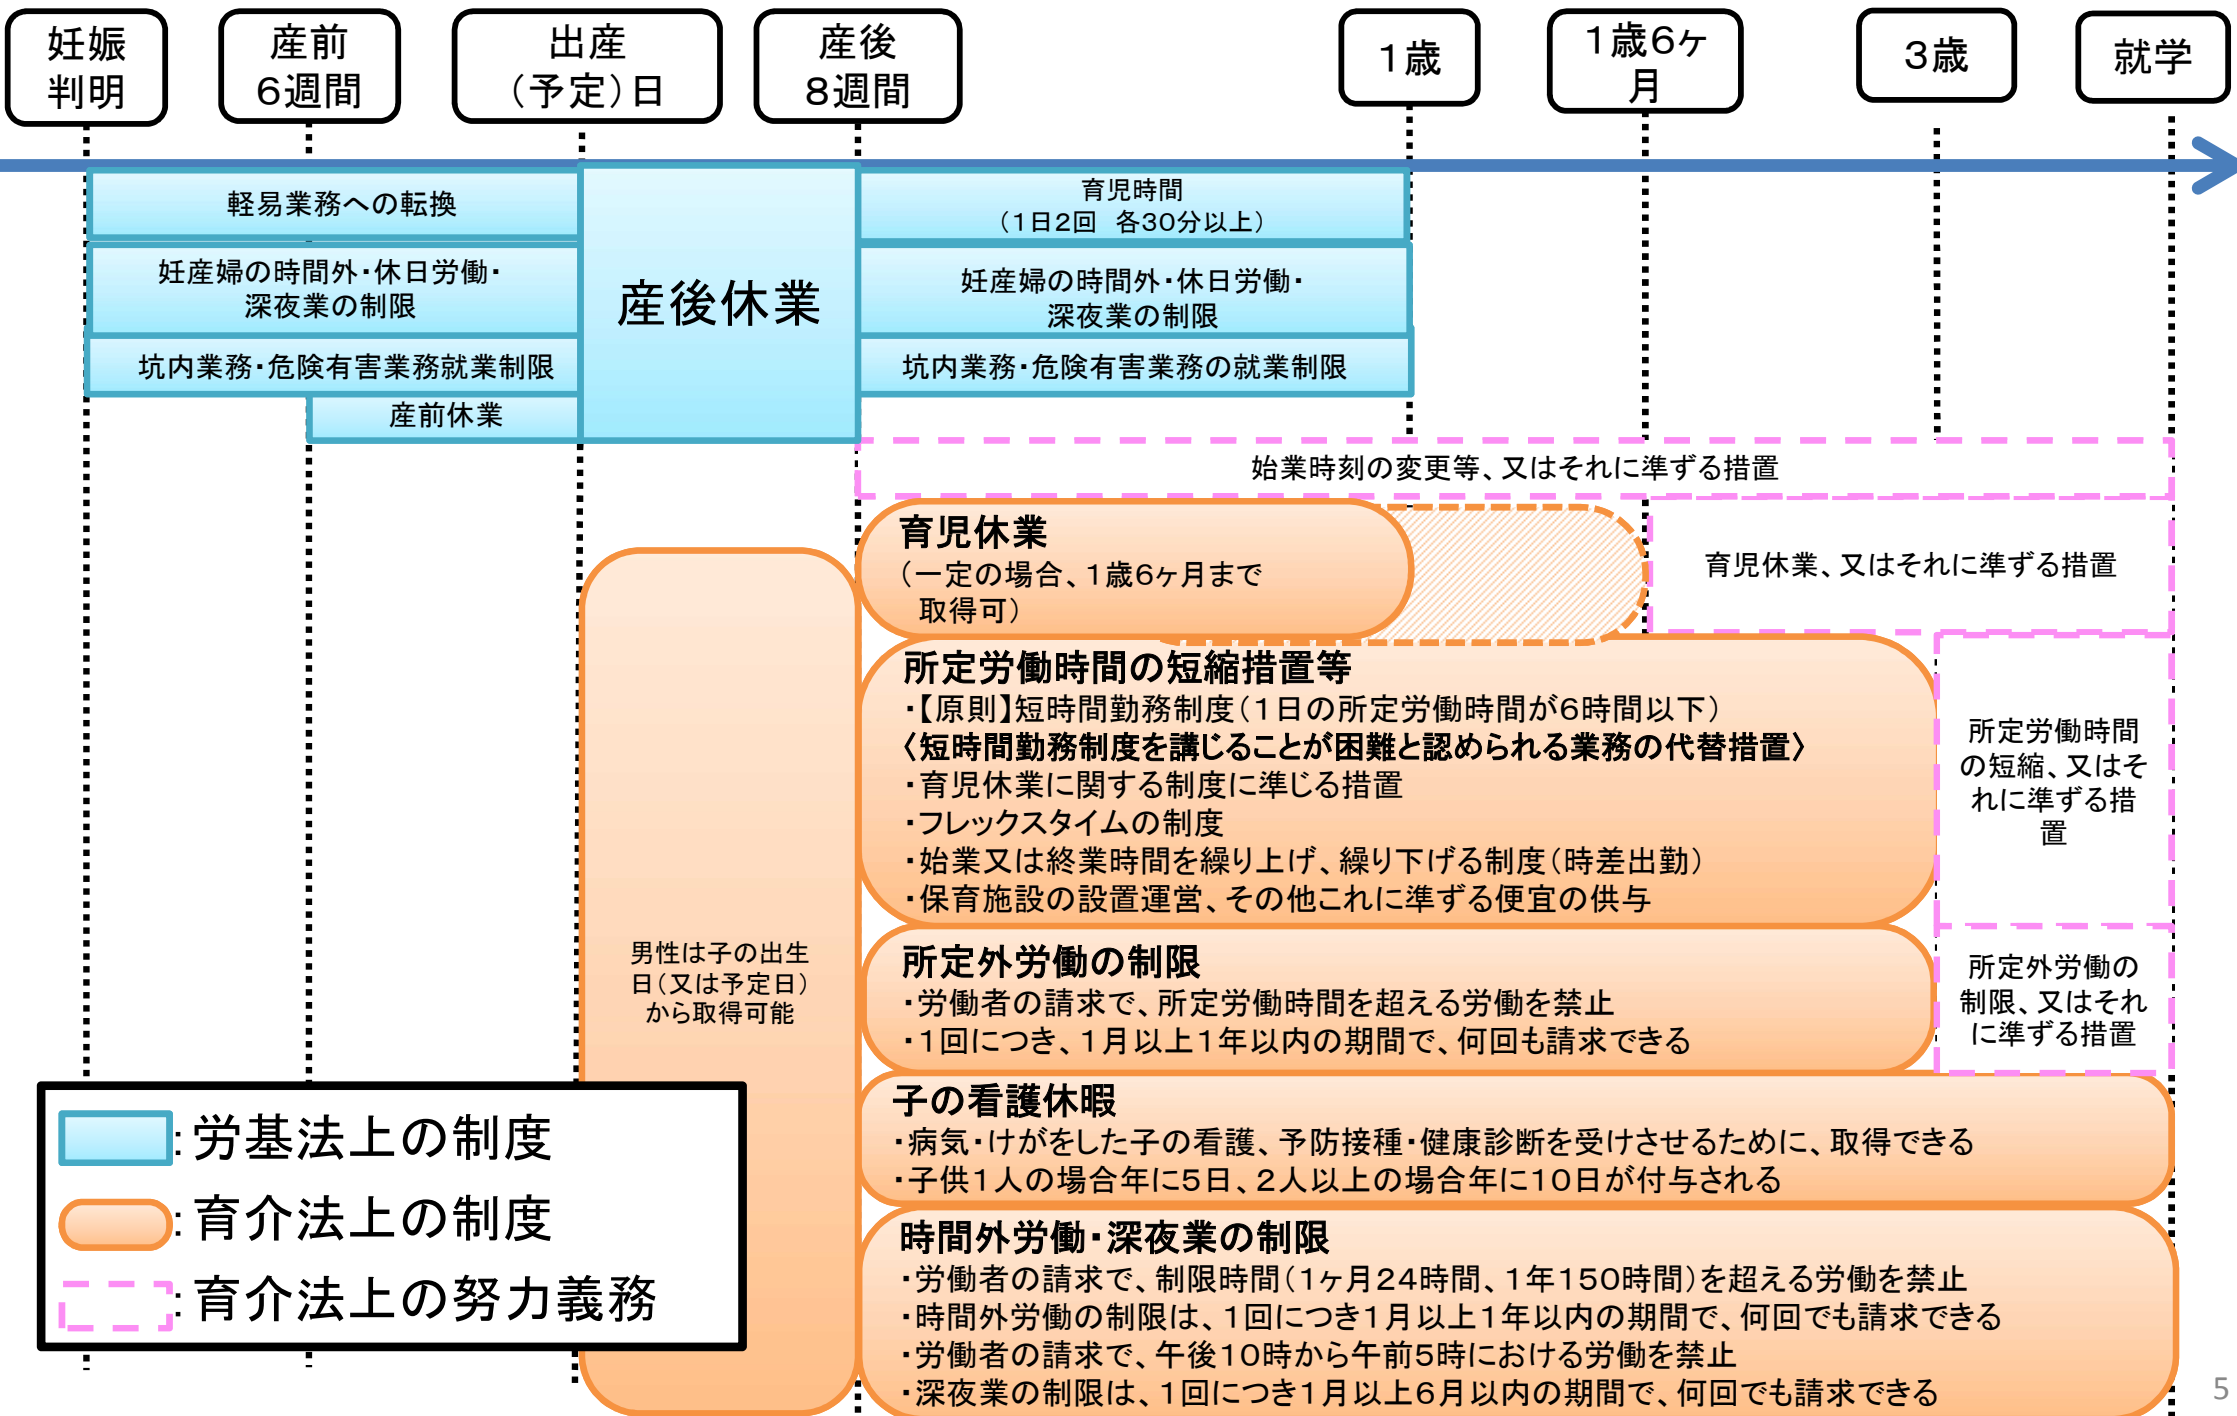 妊娠
判明
産前
6週間
出産
(予定)日
産後
8週間
1歳
1歳6ヶ
月
3歳
就学
軽易業務への転換
育児時間
(1日2回 各30分以上)
妊産婦の時間外・休日労働・
深夜業の制限
産後休業
妊産婦の時間外・休日労働・
深夜業の制限
坑内業務・危険有害業務就業制限
坑内業務・危険有害業務の就業制限
産前休業
始業時刻の変更等、又はそれに準ずる措置
育児休業
(一定の場合、1歳6ヶ月まで
取得可)
育児休業、又はそれに準ずる措置
所定労働時間の短縮措置等
・【原則】短時間勤務制度(1日の所定労働時間が6時間以下)
〈短時間勤務制度を講じることが困難と認められる業務の代替措置〉
・育児休業に関する制度に準じる措置
・フレックスタイムの制度
・始業又は終業時間を繰り上げ、繰り下げる制度(時差出勤)
・保育施設の設置運営、その他これに準ずる便宜の供与
所定労働時間
の短縮、又はそ
れに準ずる措
置
男性は子の出生
日(又は予定日)
から取得可能
所定外労働の制限
・労働者の請求で、所定労働時間を超える労働を禁止
・1回につき、1月以上1年以内の期間で、何回も請求できる
所定外労働の
制限、又はそれ
に準ずる措置
子の看護休暇
・病気・けがをした子の看護、予防接種・健康診断を受けさせるために、取得できる
・子供1人の場合年に5日、2人以上の場合年に10日が付与される
時間外労働・深夜業の制限
・労働者の請求で、制限時間(1ヶ月24時間、1年150時間)を超える労働を禁止
・時間外労働の制限は、1回につき1月以上1年以内の期間で、何回でも請求できる
・労働者の請求で、午後10時から午前5時における労働を禁止
・深夜業の制限は、1回につき1月以上6月以内の期間で、何回でも請求できる
:労基法上の制度
:育介法上の制度
:育介法上の努力義務
5